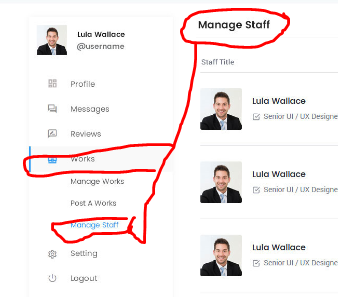 Lula Wallace
@username
Profile
Messages
Reviews
Works
Manage Works
Post A Works
Manage Staff
Setting
Logout
Manage Staff
Staff Title
Lula Wallace
Senior UI / UX Designe
Lula Wallace
Senior UI / UX Designe
Lula Wallace
Senior UI / UX Designe